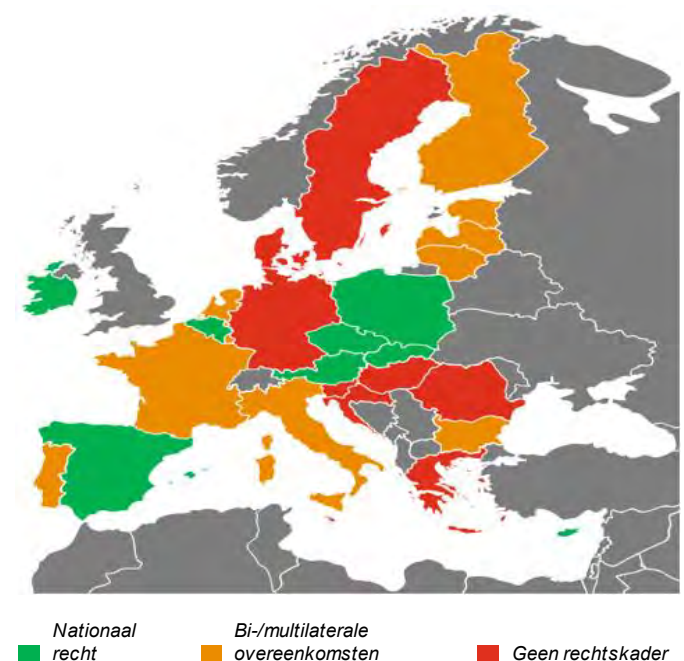 Nationaal
recht
Bi-/multilaterale
overeenkomsten
Geen rechtskader